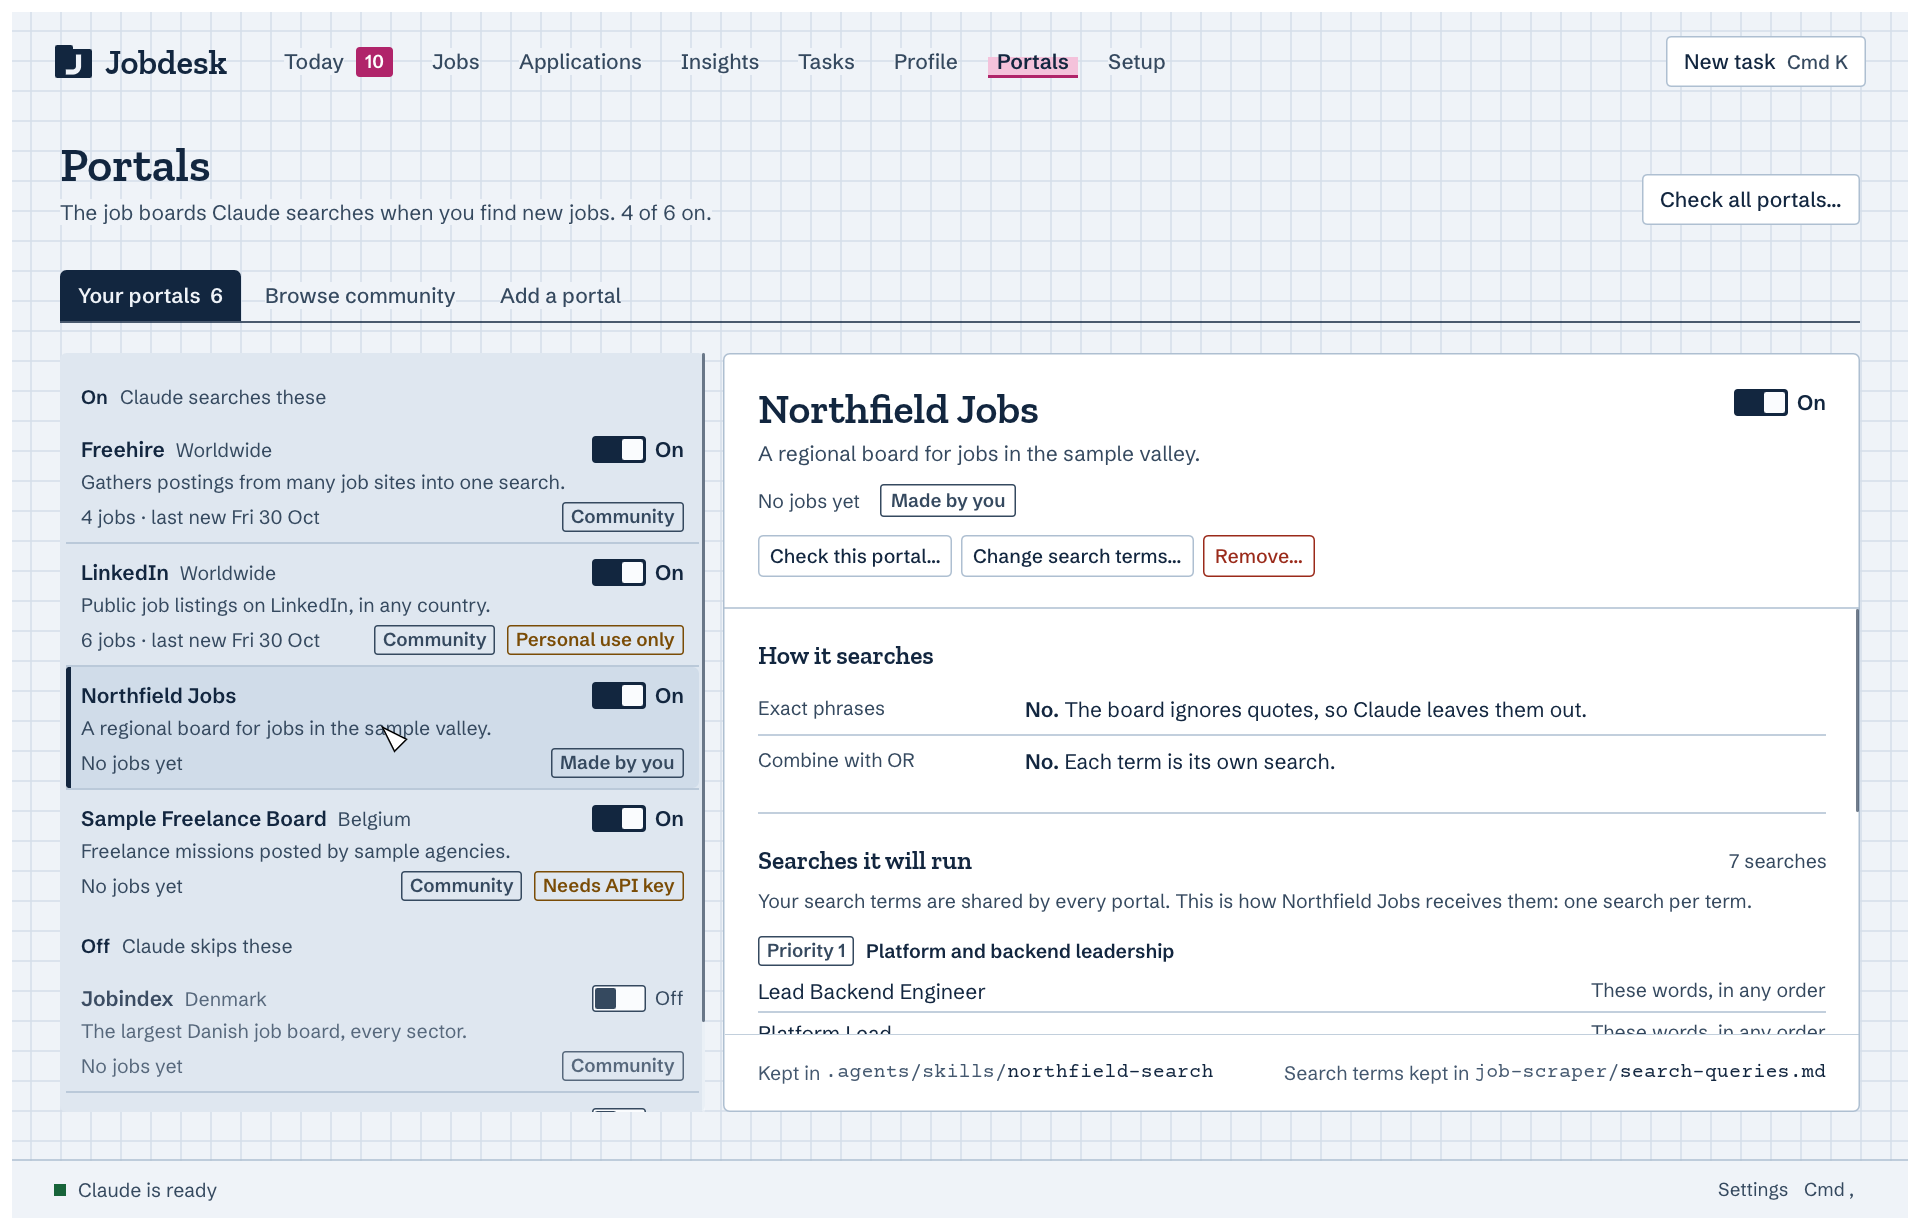 Jobdesk
Today 10
Jobs
Applications
Insights
Tasks
Profile
Portals
Setup
New task Cmd K
Portals
The job boards Claude searches when you find new jobs. 4 of 6 on.
Check all portals...
Your portals 6
Browse community
Add a portal
On Claude searches these
Freehire Worldwide On
Gathers postings from many job sites into one search.
4 jobs · last new Fri 30 Oct Community
LinkedIn Worldwide On
Public job listings on LinkedIn, in any country.
6 jobs · last new Fri 30 Oct Community Personal use only
Northfield Jobs On
A regional board for jobs in the sample valley.
No jobs yet Made by you
Sample Freelance Board Belgium On
Freelance missions posted by sample agencies.
No jobs yet Community Needs API key
Off Claude skips these
Jobindex Denmark Off
The largest Danish job board, every sector.
No jobs yet Community
Northfield Jobs On
A regional board for jobs in the sample valley.
No jobs yet Made by you
Check this portal...
Change search terms...
Remove...
How it searches
Exact phrases No. The board ignores quotes, so Claude leaves them out.
Combine with OR No. Each term is its own search.
Searches it will run 7 searches
Your search terms are shared by every portal. This is how Northfield Jobs receives them: one search per term.
Priority 1 Platform and backend leadership
Lead Backend Engineer These words, in any order
Platform Lead These words, in any order
Kept in .agents/skills/northfield-search
Search terms kept in job-scraper/search-queries.md
Claude is ready
Settings Cmd ,